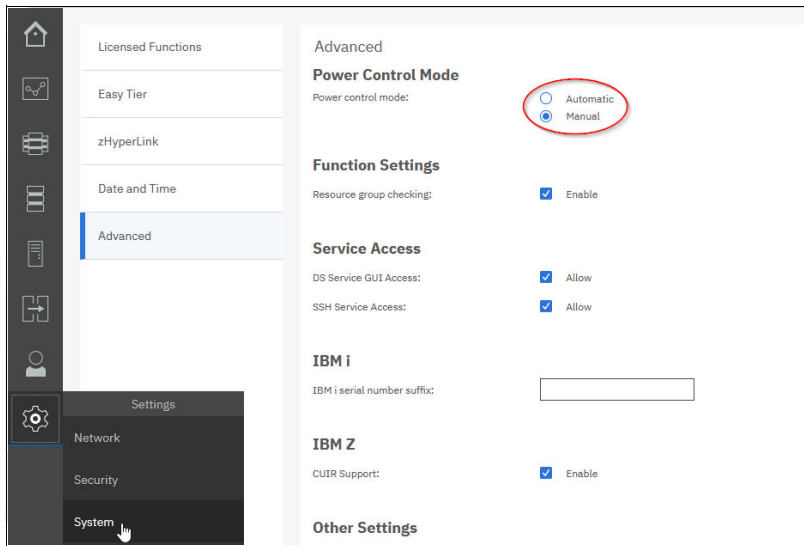 Licensed Functions
Easy Tier
zHyperLink
Date and Time
Advanced
Settings
Network
Security
System
Advanced
Power Control Mode
Power control mode:
Automatic
Manual
Function Settings
Resource group checking:
Enable
Service Access
DS Service GUI Access:
Allow
SSH Service Access:
Allow
IBM i
IBM i serial number suffix:
IBM Z
CUIR Support:
Enable
Other Settings